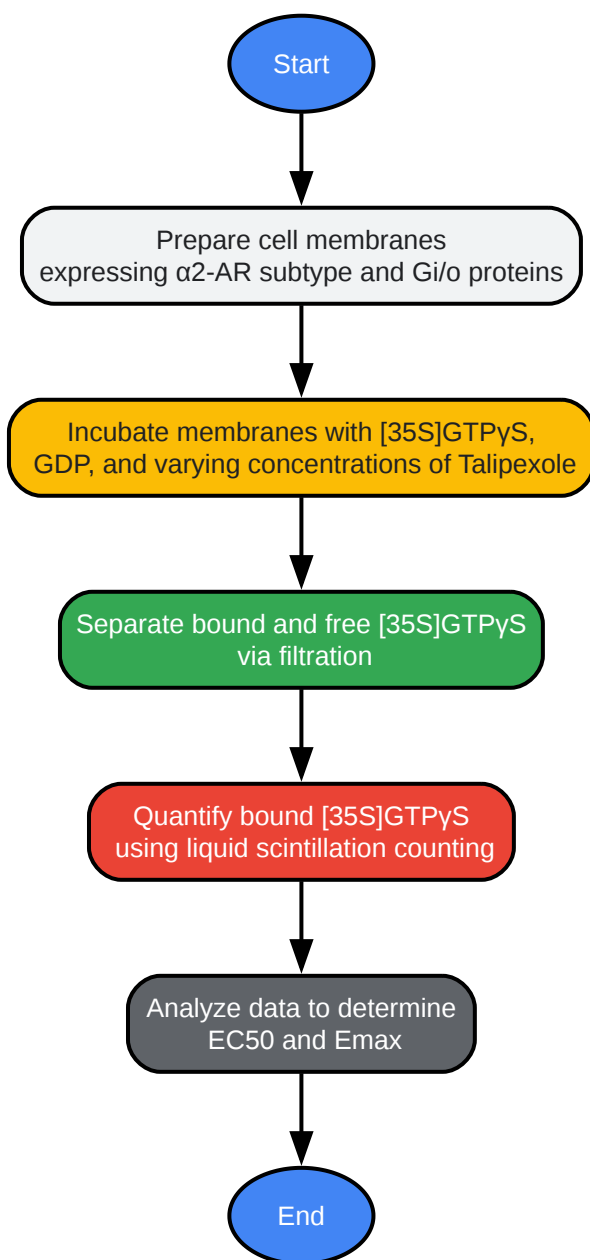 Start
Prepare cell membranes
expressing α2-AR subtype and Gi/o proteins
Incubate membranes with [35S]GTPγS,
GDP, and varying concentrations of Talipexole
Separate bound and free [35S]GTPγS
via filtration
Quantify bound [35S]GTPγS
using liquid scintillation counting
Analyze data to determine
EC50 and Emax
End